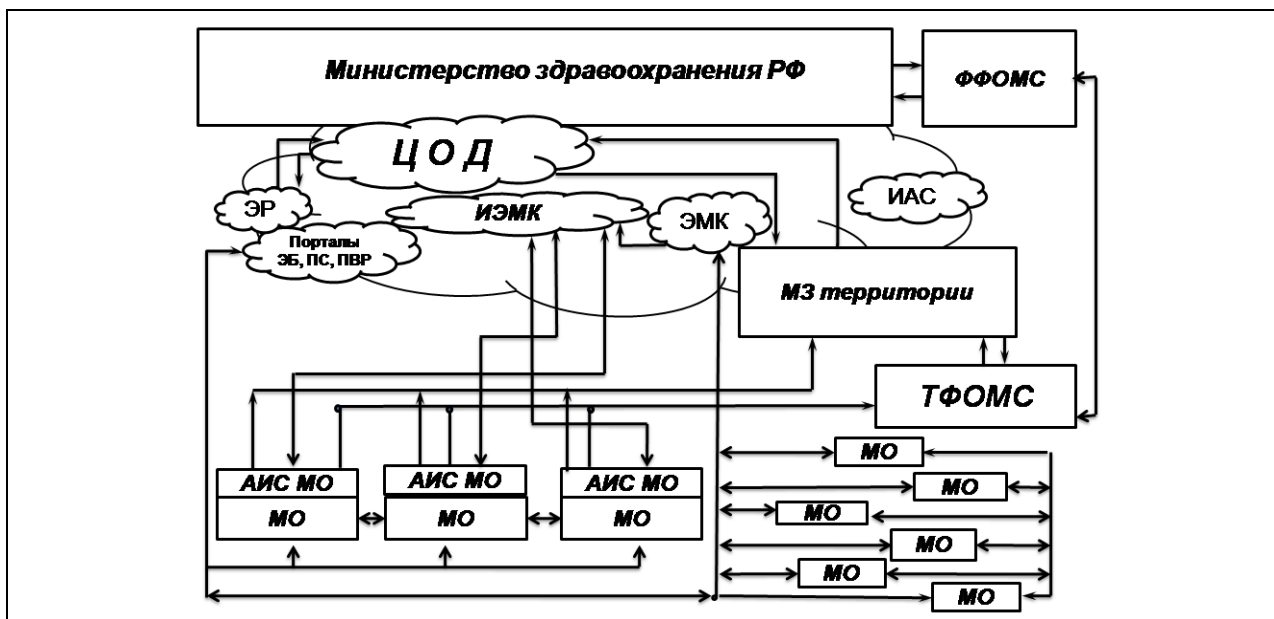 Министерство здравоохранения РФ
ФФОМС
Ц О Д
ЭР
ИЭМК
ЭМК
ИАС
Порталы
ЭБ, ПС, ПВР
МЗ территории
ТФОМС
АИС МО
АИС МО
АИС МО
МО
МО
МО
МО
МО
МО
МО
МО
МО